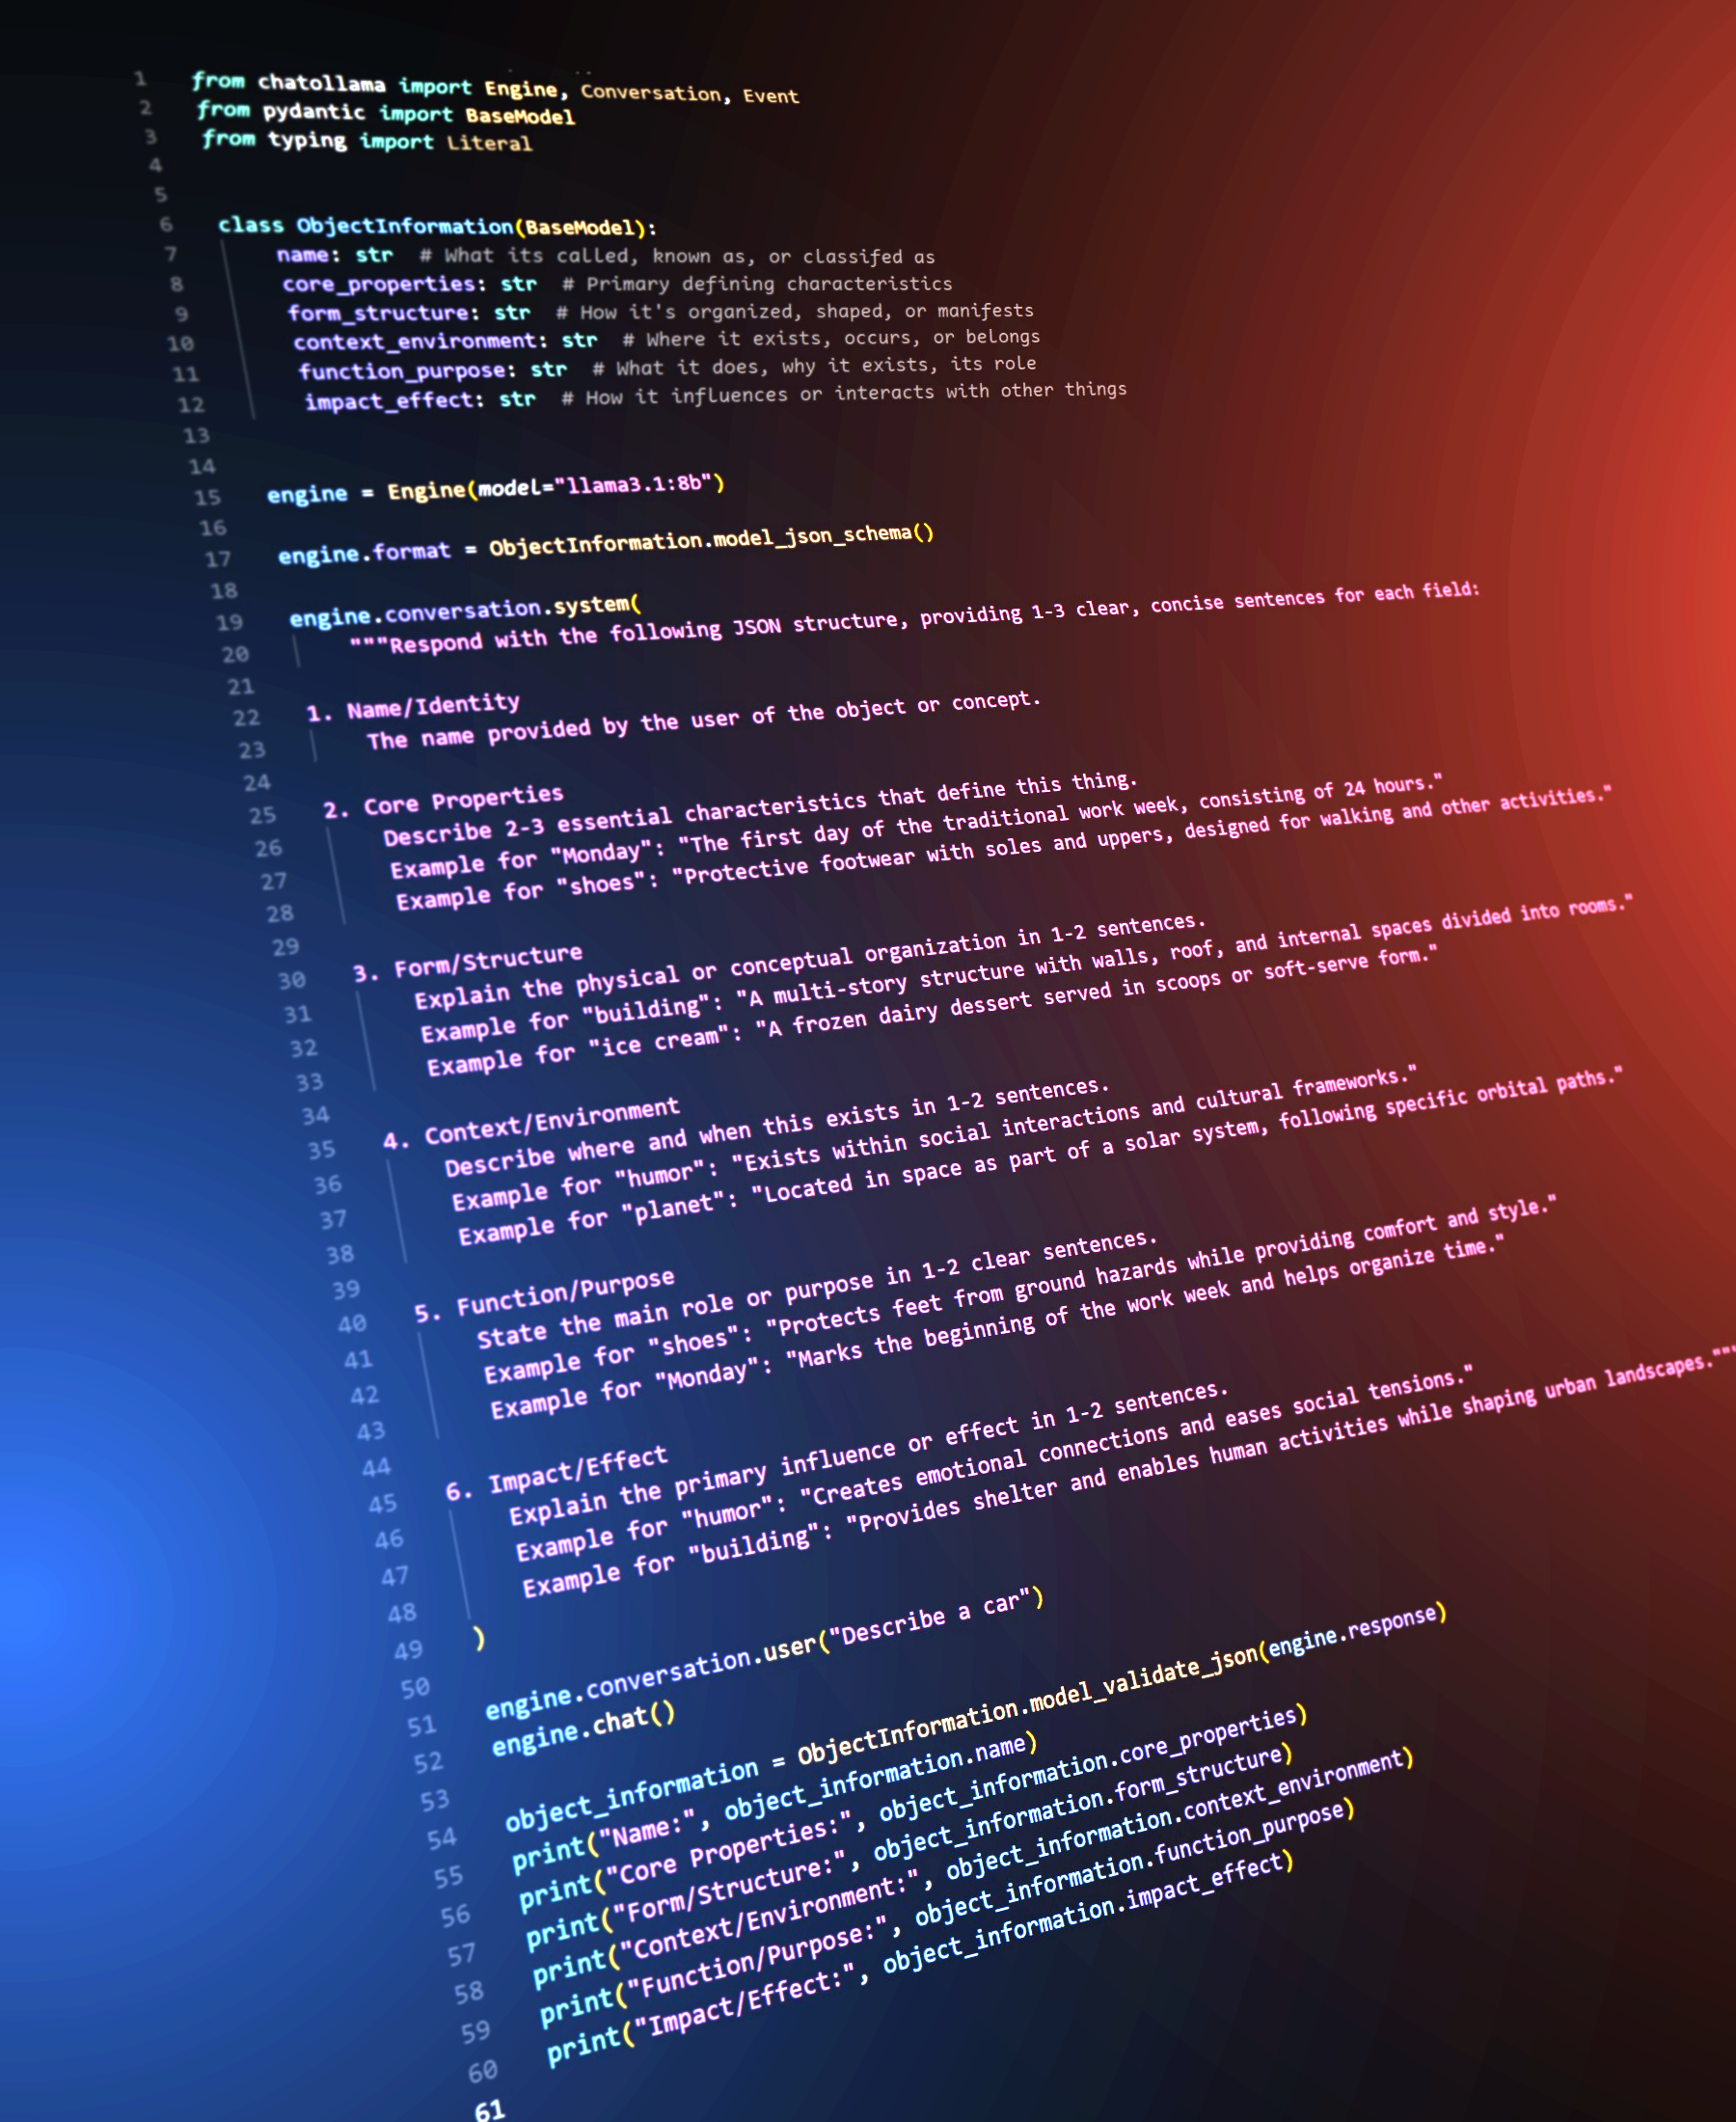 1 from chatollama import Engine, Conversation, Event
2 from pydantic import BaseModel
3 from typing import Literal
4
5
6 class ObjectInformation(BaseModel):
7     name: str  # What its called, known as, or classifed as
8     core_properties: str  # Primary defining characteristics
9     form_structure: str  # How it's organized, shaped, or manifests
10     context_environment: str  # Where it exists, occurs, or belongs
11     function_purpose: str  # What it does, why it exists, its role
12     impact_effect: str  # How it influences or interacts with other things
13
14
15 engine = Engine(model="llama3.1:8b")
16
17 engine.format = ObjectInformation.model_json_schema()
18
19 engine.conversation.system(
20     """Respond with the following JSON structure, providing 1-3 clear, concise sentences for each field:
21
22 1. Name/Identity
23     The name provided by the user of the object or concept.
24
25 2. Core Properties
26     Describe 2-3 essential characteristics that define this thing.
27     Example for "Monday": "The first day of the traditional work week, consisting of 24 hours."
28     Example for "shoes": "Protective footwear with soles and uppers, designed for walking and other activities."
29
30 3. Form/Structure
31     Explain the physical or conceptual organization in 1-2 sentences.
32     Example for "building": "A multi-story structure with walls, roof, and internal spaces divided into rooms."
33     Example for "ice cream": "A frozen dairy dessert served in scoops or soft-serve form."
34
35 4. Context/Environment
36     Describe where and when this exists in 1-2 sentences.
37     Example for "humor": "Exists within social interactions and cultural frameworks."
38     Example for "planet": "Located in space as part of a solar system, following specific orbital paths."
39
40 5. Function/Purpose
41     State the main role or purpose in 1-2 clear sentences.
42     Example for "shoes": "Protects feet from ground hazards while providing comfort and style."
43     Example for "Monday": "Marks the beginning of the work week and helps organize time."
44
45 6. Impact/Effect
46     Explain the primary influence or effect in 1-2 sentences.
47     Example for "humor": "Creates emotional connections and eases social tensions."
48     Example for "building": "Provides shelter and enables human activities while shaping urban landscapes."""
49 )
50
51 engine.conversation.user("Describe a car")
52 engine.chat()
53
54 object_information = ObjectInformation.model_validate_json(engine.response)
55 print("Name:", object_information.name)
56 print("Core Properties:", object_information.core_properties)
57 print("Form/Structure:", object_information.form_structure)
58 print("Context/Environment:", object_information.context_environment)
59 print("Function/Purpose:", object_information.function_purpose)
60 print("Impact/Effect:", object_information.impact_effect)
61